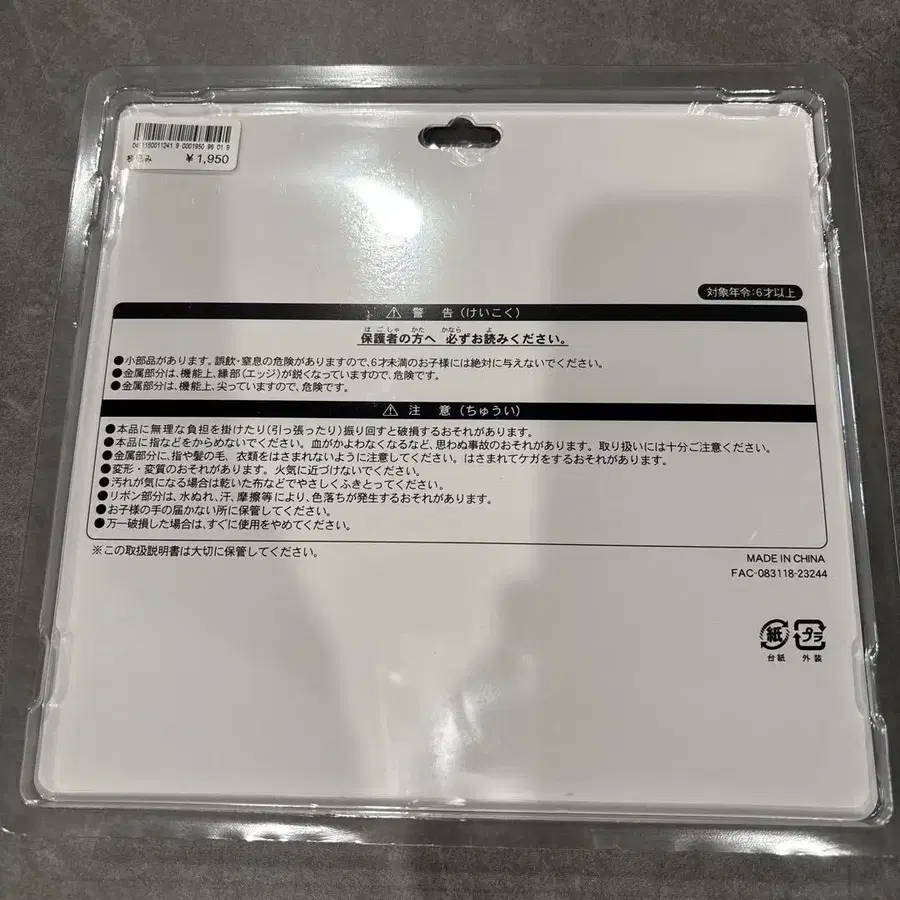 0001950 99 01 9
税込み ¥1,950
対象年令:6才以上
⚠ 警 告(けいこく)
保護者の方へ 必ずお読みください。
●小部品があります。誤飲・窒息の危険がありますので、6才未満のお子様には絶対に与えないでください。
●金属部分は、機能上、縁部(エッジ)が鋭くなっていますので、危険です。
●金属部分は、機能上、尖っていますので、危険です。
⚠ 注 意(ちゅうい)
●本品に無理な負担を掛けたり(引っ張ったり)振り回すと破損するおそれがあります。
●本品に指などをからめないでください。血がかよわなくなるなど、思わぬ事故のおそれがあります。取り扱いには十分ご注意ください。
●金属部分に、指や髪の毛、衣類をはさまれないように注意してください。はさまれてケガをするおそれがあります。
●変形・変質のおそれがあります。火気に近づけないでください。
●汚れが気になる場合は乾いた布などでやさしくふきとってください。
●リボン部分は、水ぬれ、汗、摩擦等により、色落ちが発生するおそれがあります。
●お子様の手の届かない所に保管してください。
●万一破損した場合は、すぐに使用をやめてください。
※この取扱説明書は大切に保管してください。
MADE IN CHINA
FAC-083118-23244
紙 プラ
台紙 外装